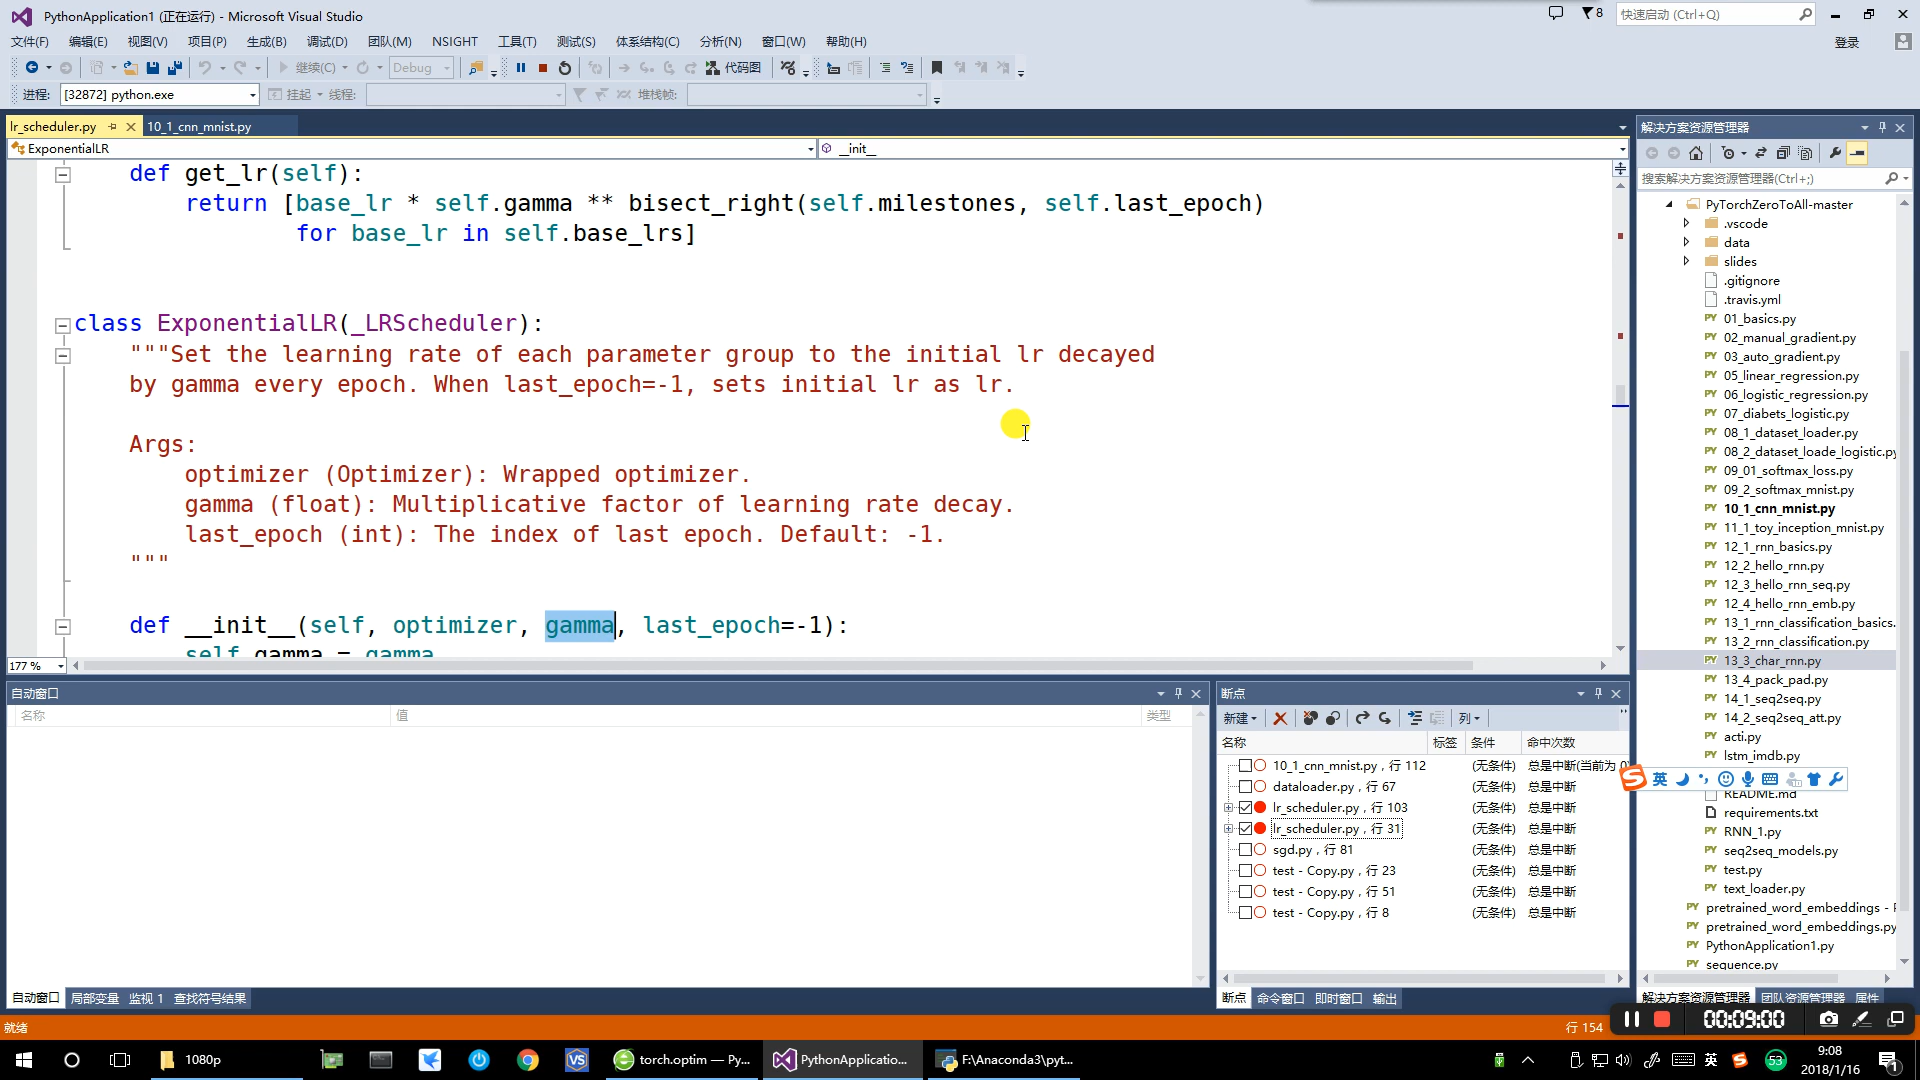 PythonApplication1 (正在运行) - Microsoft Visual Studio
8
快速启动 (Ctrl+Q)
文件(F) 编辑(E) 视图(V) 项目(P) 生成(B) 调试(D) 团队(M) NSIGHT 工具(T) 测试(S) 体系结构(C) 分析(N) 窗口(W) 帮助(H)
登录
继续(C) Debug 代码图
进程: [32872] python.exe 挂起 线程: 堆栈帧:
lr_scheduler.py 10_1_cnn_mnist.py
ExponentialLR __init__
def get_lr(self):
return [base_lr * self.gamma ** bisect_right(self.milestones, self.last_epoch)
for base_lr in self.base_lrs]
class ExponentialLR(_LRScheduler):
"""Set the learning rate of each parameter group to the initial lr decayed
by gamma every epoch. When last_epoch=-1, sets initial lr as lr.
Args:
optimizer (Optimizer): Wrapped optimizer.
gamma (float): Multiplicative factor of learning rate decay.
last_epoch (int): The index of last epoch. Default: -1.
"""
def __init__(self, optimizer, gamma, last_epoch=-1):
self.gamma = gamma
177 %
自动窗口
名称 值 类型
自动窗口 局部变量 监视 1 查找符号结果
断点
新建 列
名称 标签 条件 命中次数
10_1_cnn_mnist.py，行 112 (无条件) 总是中断(当前为 0)
dataloader.py，行 67 (无条件) 总是中断
lr_scheduler.py，行 103 (无条件) 总是中断
lr_scheduler.py，行 31 (无条件) 总是中断
sgd.py，行 81 (无条件) 总是中断
test - Copy.py，行 23 (无条件) 总是中断
test - Copy.py，行 51 (无条件) 总是中断
test - Copy.py，行 8 (无条件) 总是中断
断点 命令窗口 即时窗口 输出
解决方案资源管理器
搜索解决方案资源管理器(Ctrl+;)
PyTorchZeroToAll-master
.vscode
data
slides
.gitignore
.travis.yml
01_basics.py
02_manual_gradient.py
03_auto_gradient.py
05_linear_regression.py
06_logistic_regression.py
07_diabets_logistic.py
08_1_dataset_loader.py
08_2_dataset_loade_logistic.py
09_01_softmax_loss.py
09_2_softmax_mnist.py
10_1_cnn_mnist.py
11_1_toy_inception_mnist.py
12_1_rnn_basics.py
12_2_hello_rnn.py
12_3_hello_rnn_seq.py
12_4_hello_rnn_emb.py
13_1_rnn_classification_basics.
13_2_rnn_classification.py
13_3_char_rnn.py
13_4_pack_pad.py
14_1_seq2seq.py
14_2_seq2seq_att.py
acti.py
lstm_imdb.py
英
README.md
requirements.txt
RNN_1.py
seq2seq_models.py
test.py
text_loader.py
pretrained_word_embeddings - 
pretrained_word_embeddings.py
PythonApplication1.py
sequence.py
解决方案资源管理器 团队资源管理器 属性
就绪
行 154
00:09:00
1080p
torch.optim — Py...
PythonApplicatio...
F:\Anaconda3\pyt...
英
53
9:08
2018/1/16
1